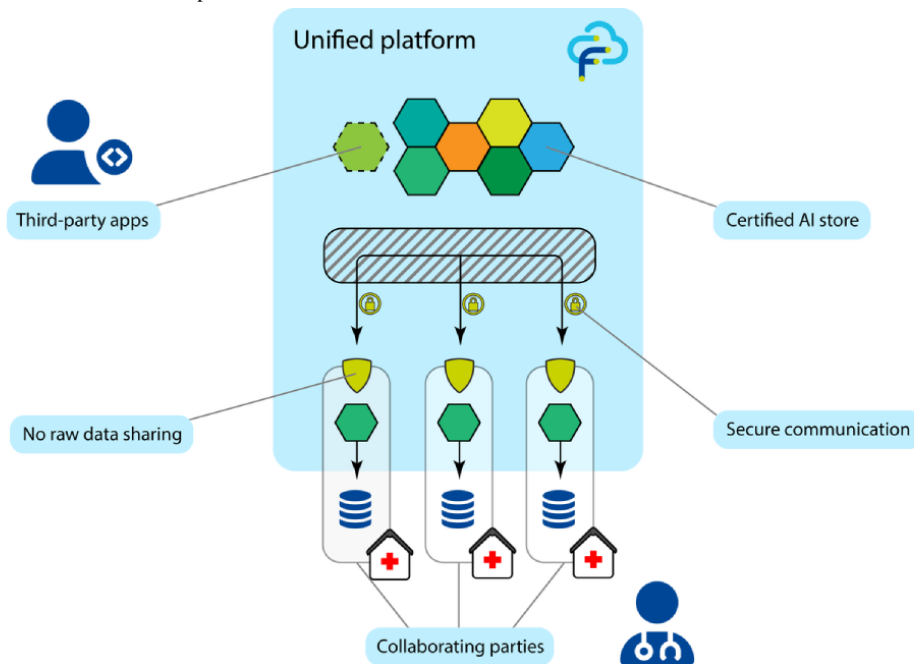 Unified platform
Third-party apps
Certified AI store
No raw data sharing
Secure communication
Collaborating parties